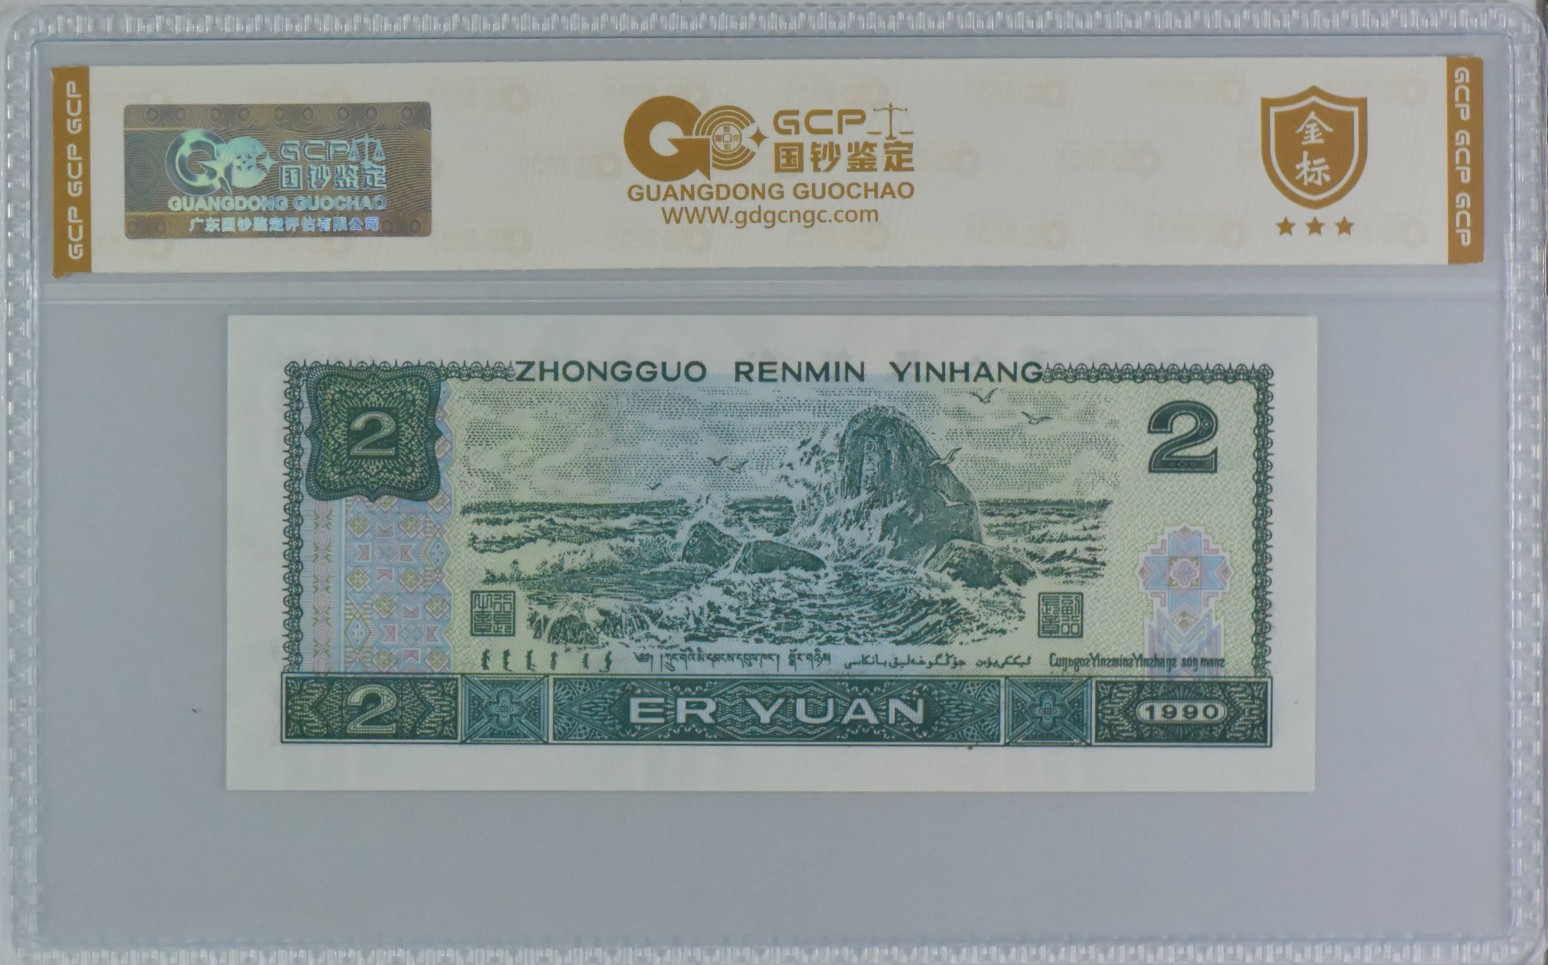 GCP GCP GCP
GCP
国钞鉴定
GUANGDONG GUOCHAO
广东国钞鉴定评估有限公司
GCP
国钞鉴定
GUANGDONG GUOCHAO
WWW.gdgcngc.com
金
标
GCP GCP GCP
ZHONGGUO RENMIN YINHANG
2
2
2
ER YUAN
1990